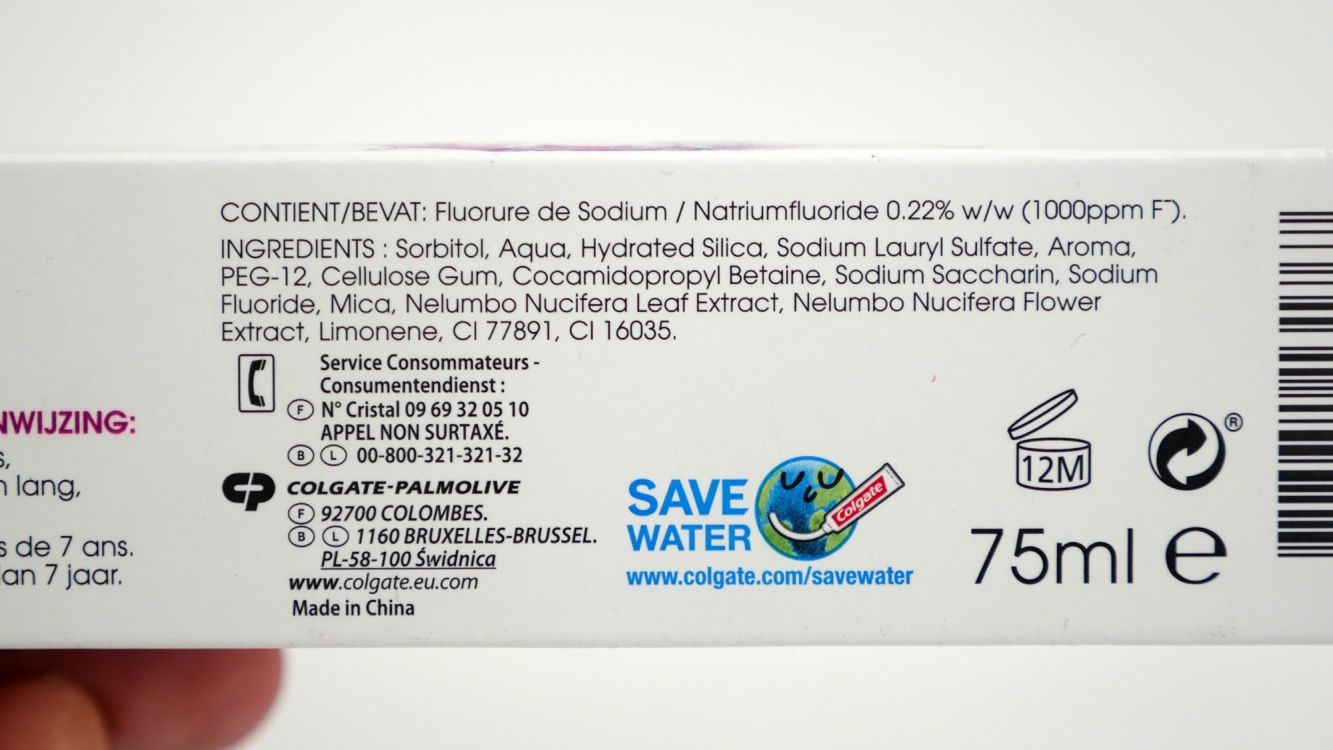 CONTIENT/BEVAT: Fluorure de Sodium / Natriumfluoride 0.22% w/w (1000ppm F⁻).
INGREDIENTS : Sorbitol, Aqua, Hydrated Silica, Sodium Lauryl Sulfate, Aroma,
PEG-12, Cellulose Gum, Cocamidopropyl Betaine, Sodium Saccharin, Sodium
Fluoride, Mica, Nelumbo Nucifera Leaf Extract, Nelumbo Nucifera Flower
Extract, Limonene, CI 77891, CI 16035.
NWIJZING:
s,
n lang,
s de 7 ans.
dan 7 jaar.
Service Consommateurs -
Consumentendienst :
F N° Cristal 09 69 32 05 10
APPEL NON SURTAXÉ.
B L 00-800-321-321-32
CP COLGATE-PALMOLIVE
F 92700 COLOMBES.
B L 1160 BRUXELLES-BRUSSEL.
PL-58-100 Świdnica
www.colgate.eu.com
Made in China
SAVE
WATER
Colgate
www.colgate.com/savewater
12M
®
75ml e